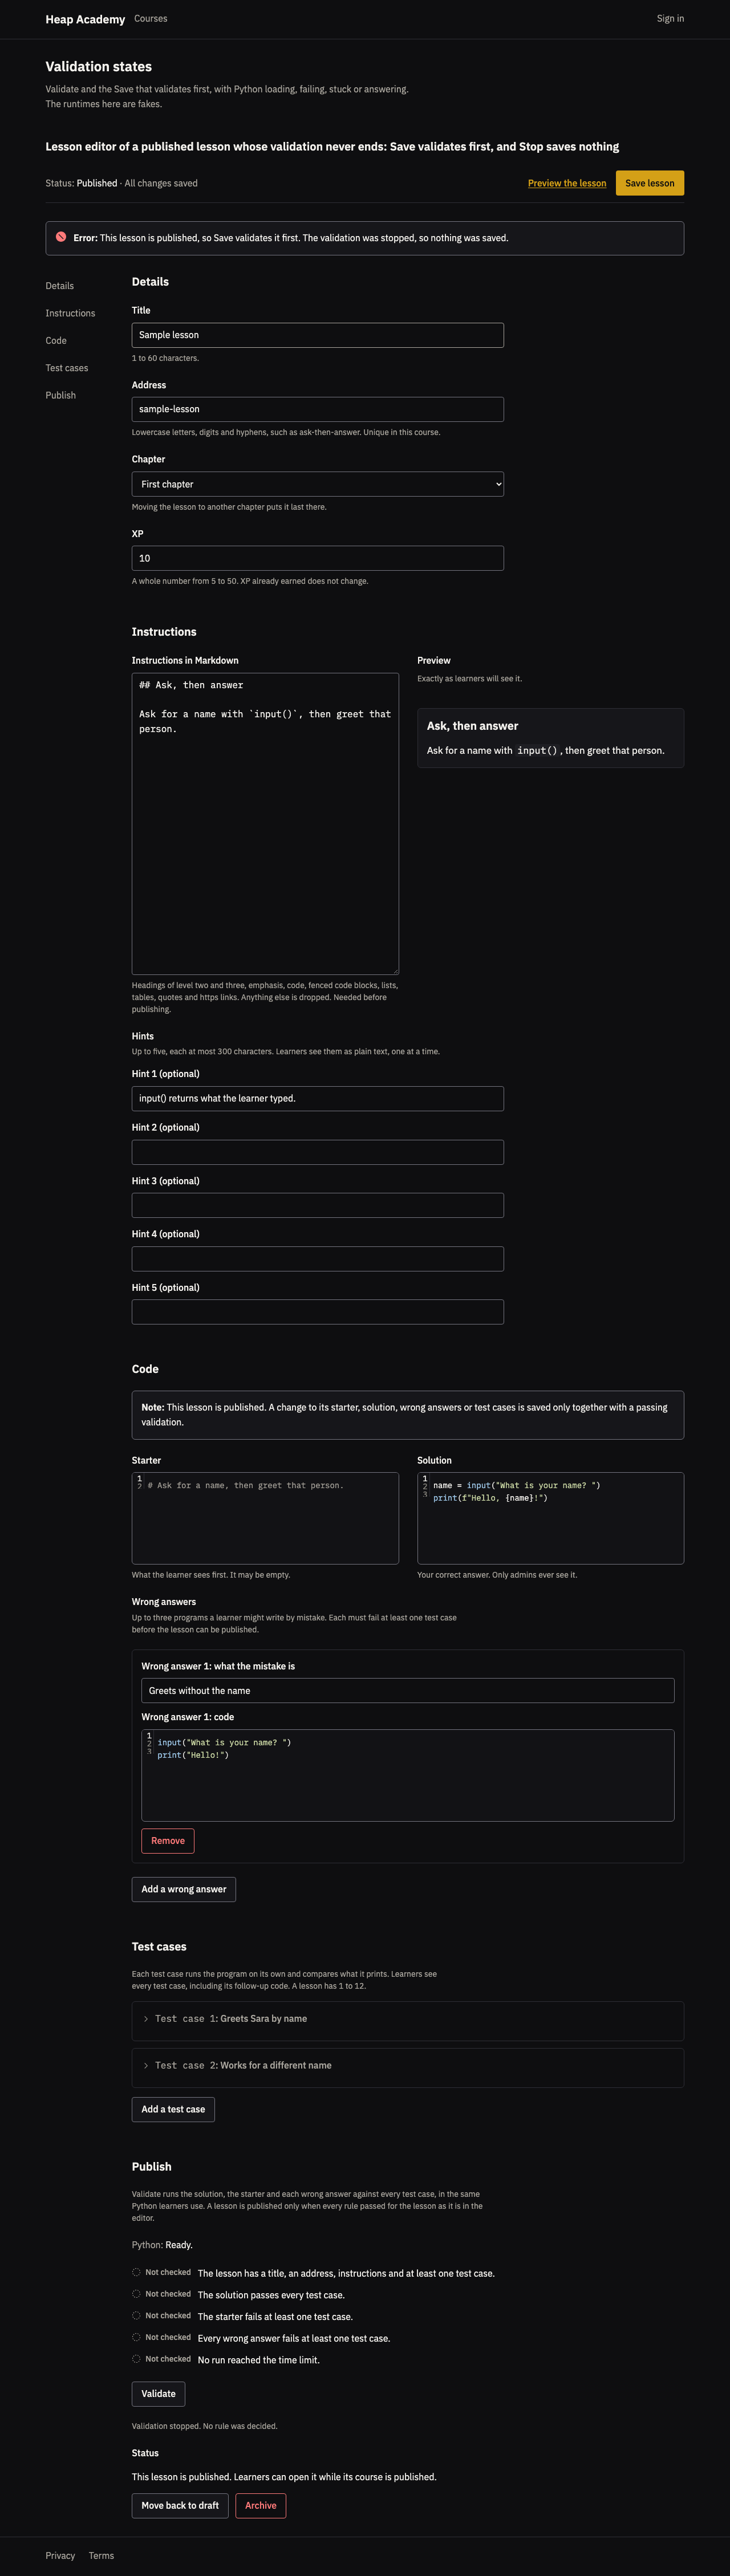 Heap Academy Courses Sign in
Validation states
Validate and the Save that validates first, with Python loading, failing, stuck or answering.
The runtimes here are fakes.
Lesson editor of a published lesson whose validation never ends: Save validates first, and Stop saves nothing
Status: Published · All changes saved
Preview the lesson
Save lesson
Error: This lesson is published, so Save validates it first. The validation was stopped, so nothing was saved.
Details
Instructions
Code
Test cases
Publish
Details
Title
Sample lesson
1 to 60 characters.
Address
sample-lesson
Lowercase letters, digits and hyphens, such as ask-then-answer. Unique in this course.
Chapter
First chapter
Moving the lesson to another chapter puts it last there.
XP
10
A whole number from 5 to 50. XP already earned does not change.
Instructions
Instructions in Markdown
## Ask, then answer
Ask for a name with `input()`, then greet that
person.
Headings of level two and three, emphasis, code, fenced code blocks, lists,
tables, quotes and https links. Anything else is dropped. Needed before
publishing.
Preview
Exactly as learners will see it.
Ask, then answer
Ask for a name with input(), then greet that person.
Hints
Up to five, each at most 300 characters. Learners see them as plain text, one at a time.
Hint 1 (optional)
input() returns what the learner typed.
Hint 2 (optional)
Hint 3 (optional)
Hint 4 (optional)
Hint 5 (optional)
Code
Note: This lesson is published. A change to its starter, solution, wrong answers or test cases is saved only together with a passing
validation.
Starter
1
2
# Ask for a name, then greet that person.
What the learner sees first. It may be empty.
Solution
1
2
3
name = input("What is your name? ")
print(f"Hello, {name}!")
Your correct answer. Only admins ever see it.
Wrong answers
Up to three programs a learner might write by mistake. Each must fail at least one test case
before the lesson can be published.
Wrong answer 1: what the mistake is
Greets without the name
Wrong answer 1: code
1
2
3
input("What is your name? ")
print("Hello!")
Remove
Add a wrong answer
Test cases
Each test case runs the program on its own and compares what it prints. Learners see
every test case, including its follow-up code. A lesson has 1 to 12.
Test case 1: Greets Sara by name
Test case 2: Works for a different name
Add a test case
Publish
Validate runs the solution, the starter and each wrong answer against every test case, in the same
Python learners use. A lesson is published only when every rule passed for the lesson as it is in the
editor.
Python: Ready.
Not checked The lesson has a title, an address, instructions and at least one test case.
Not checked The solution passes every test case.
Not checked The starter fails at least one test case.
Not checked Every wrong answer fails at least one test case.
Not checked No run reached the time limit.
Validate
Validation stopped. No rule was decided.
Status
This lesson is published. Learners can open it while its course is published.
Move back to draft
Archive
Privacy Terms